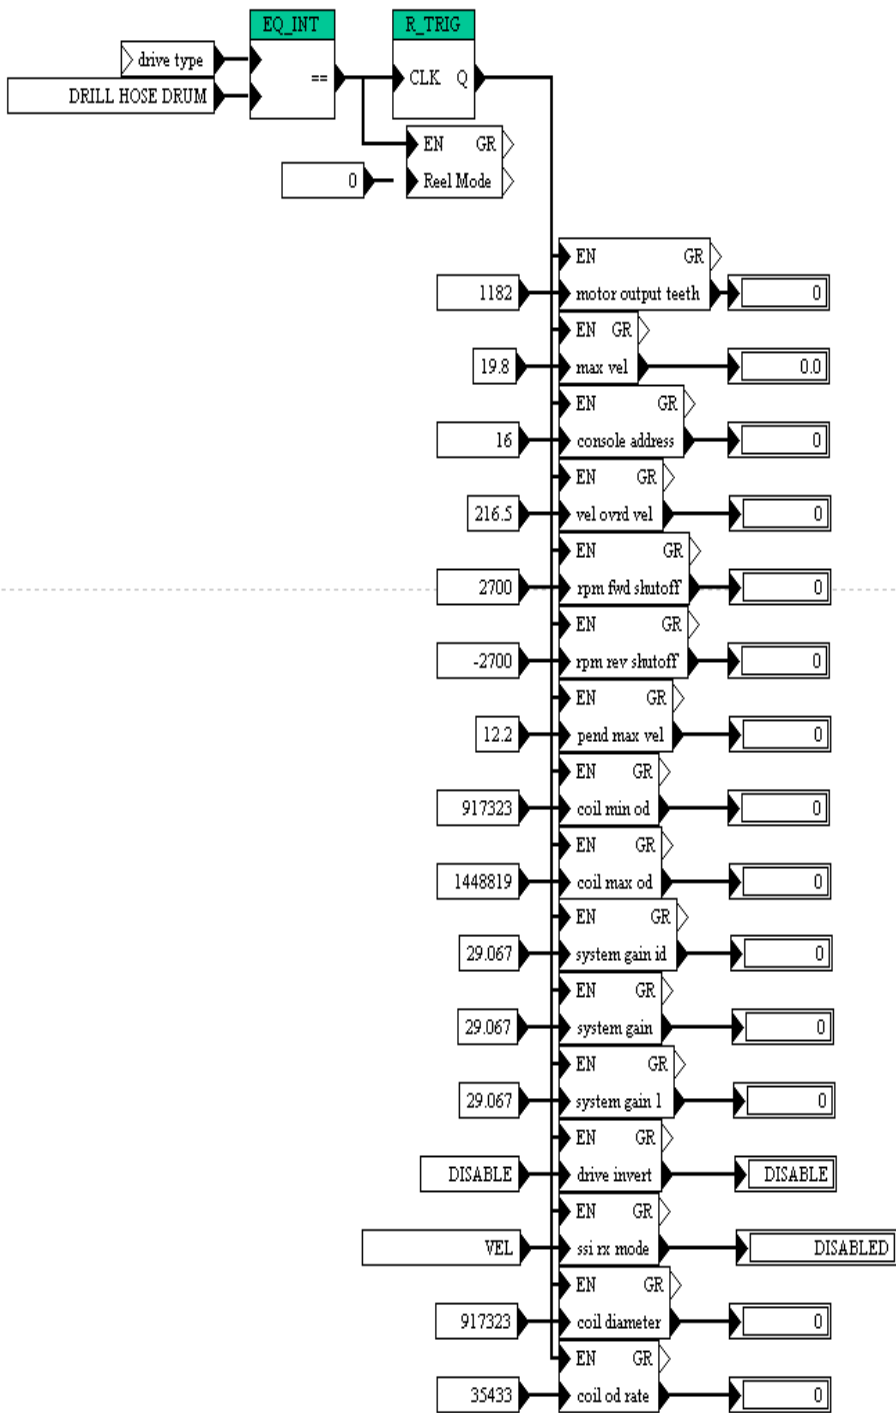 EQ_INT R_TRIG
drive type
== CLK Q
DRILL HOSE DRUM
EN GR
0 Reel Mode
EN GR
1182 motor output teeth 0
EN GR
19.8 max vel 0.0
EN GR
16 console address 0
EN GR
216.5 vel ovrd vel 0
EN GR
2700 rpm fwd shutoff 0
EN GR
-2700 rpm rev shutoff 0
EN GR
12.2 pend max vel 0
EN GR
917323 coil min od 0
EN GR
1448819 coil max od 0
EN GR
29.067 system gain id 0
EN GR
29.067 system gain 0
EN GR
29.067 system gain l 0
EN GR
DISABLE drive invert DISABLE
EN GR
VEL ssi rx mode DISABLED
EN GR
917323 coil diameter 0
EN GR
35433 coil od rate 0